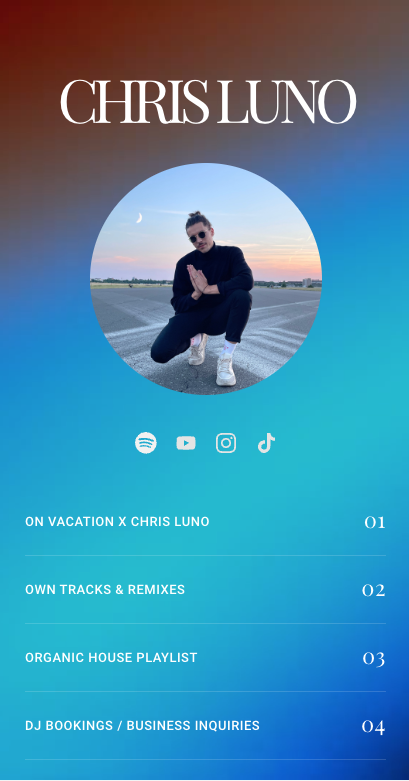 CHRIS LUNO
ON VACATION X CHRIS LUNO 01
OWN TRACKS & REMIXES 02
ORGANIC HOUSE PLAYLIST 03
DJ BOOKINGS / BUSINESS INQUIRIES 04